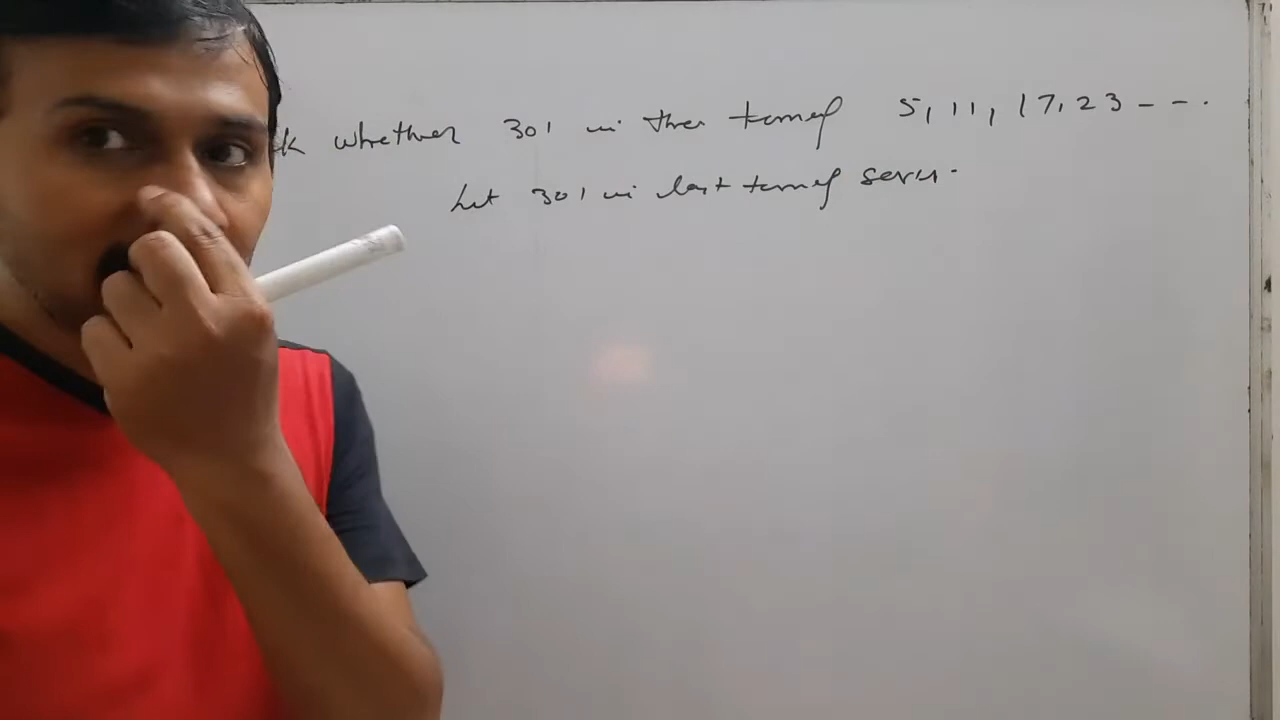 k whether 301 is the term of 5, 11, 17, 23 - - .
Let 301 is last term of series.